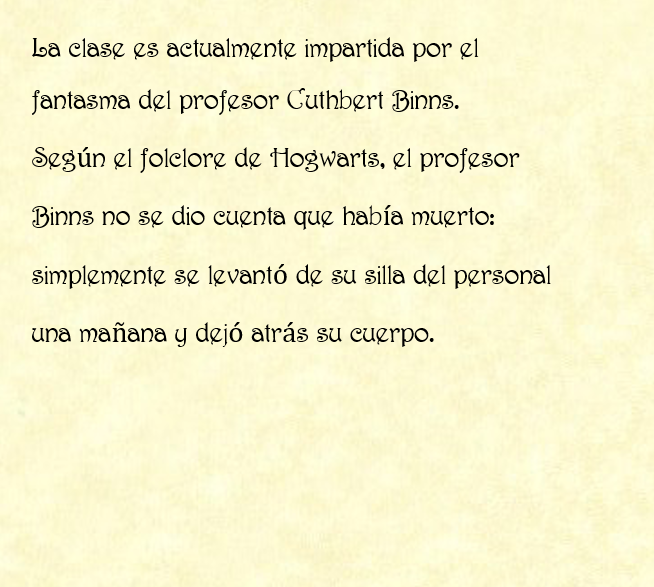 La clase es actualmente impartida por el
fantasma del profesor Cuthbert Binns.
Según el folclore de Hogwarts, el profesor
Binns no se dio cuenta que había muerto:
simplemente se levantó de su silla del personal
una mañana y dejó atrás su cuerpo.